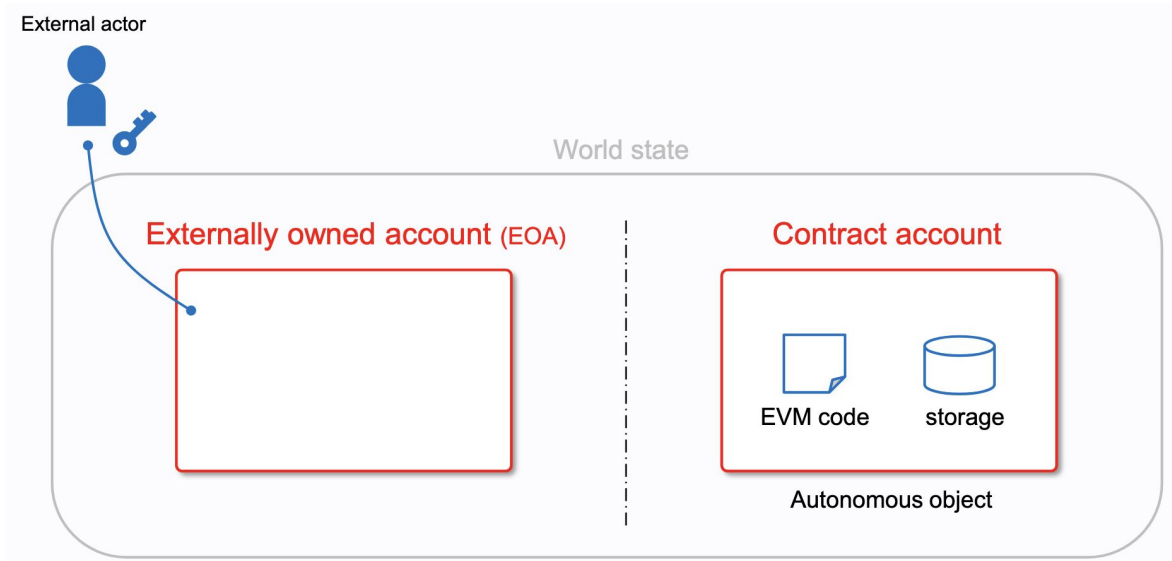 External actor
World state
Externally owned account (EOA)
Contract account
EVM code
storage
Autonomous object